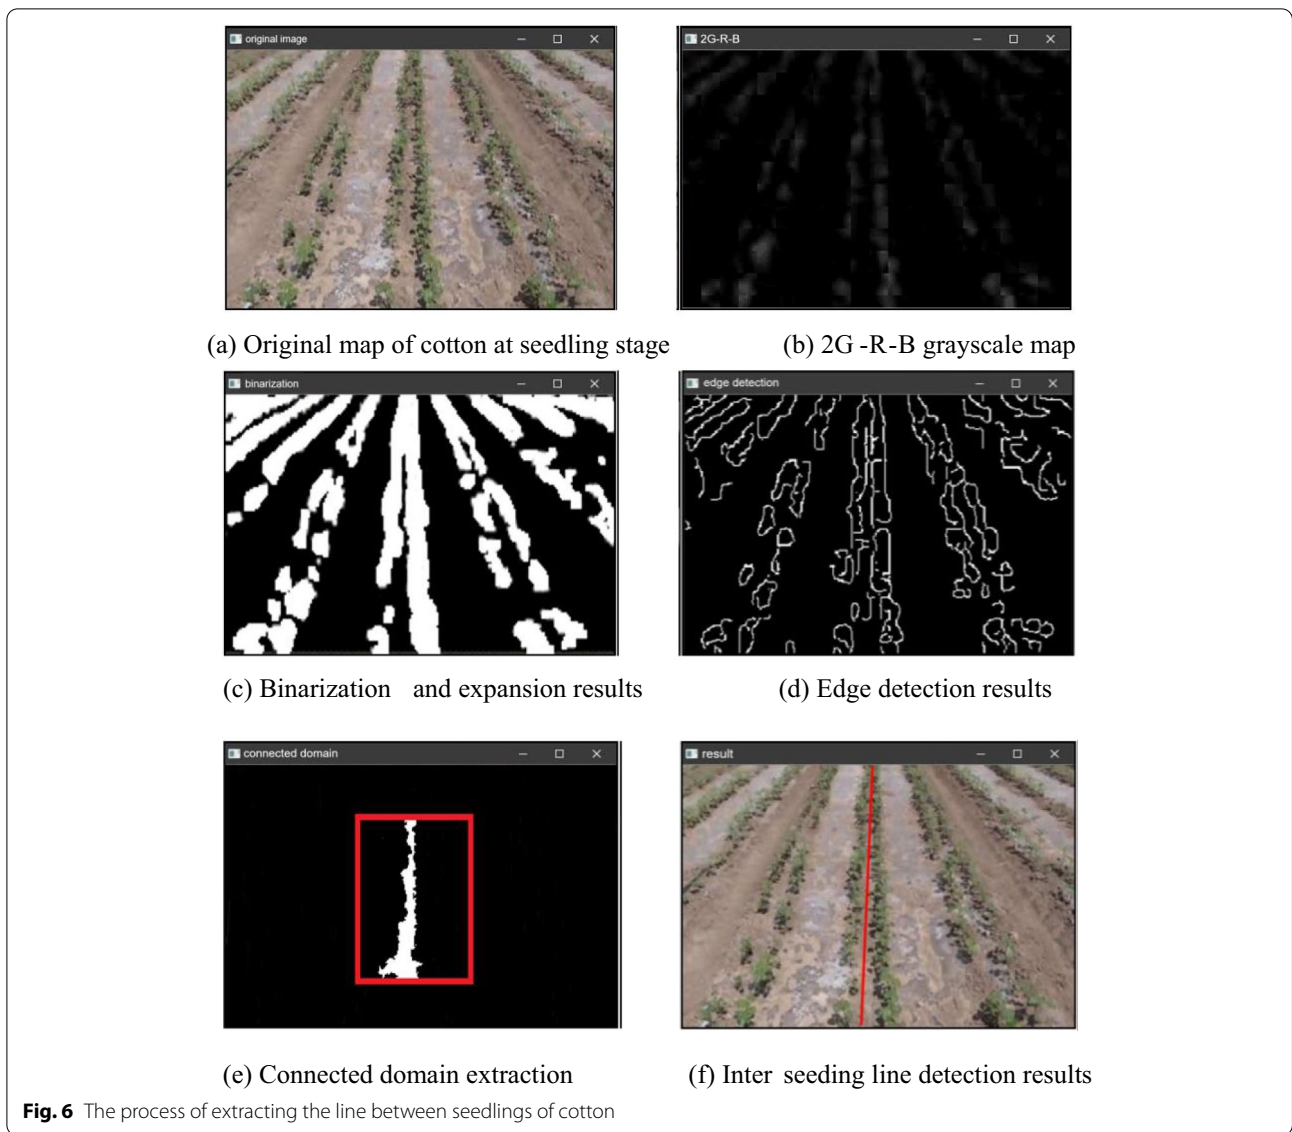 original image
2G-R-B
(a) Original map of cotton at seedling stage
(b) 2G -R-B grayscale map
binarization
edge detection
(c) Binarization and expansion results
(d) Edge detection results
connected domain
result
(e) Connected domain extraction
(f) Inter seeding line detection results
Fig. 6 The process of extracting the line between seedlings of cotton